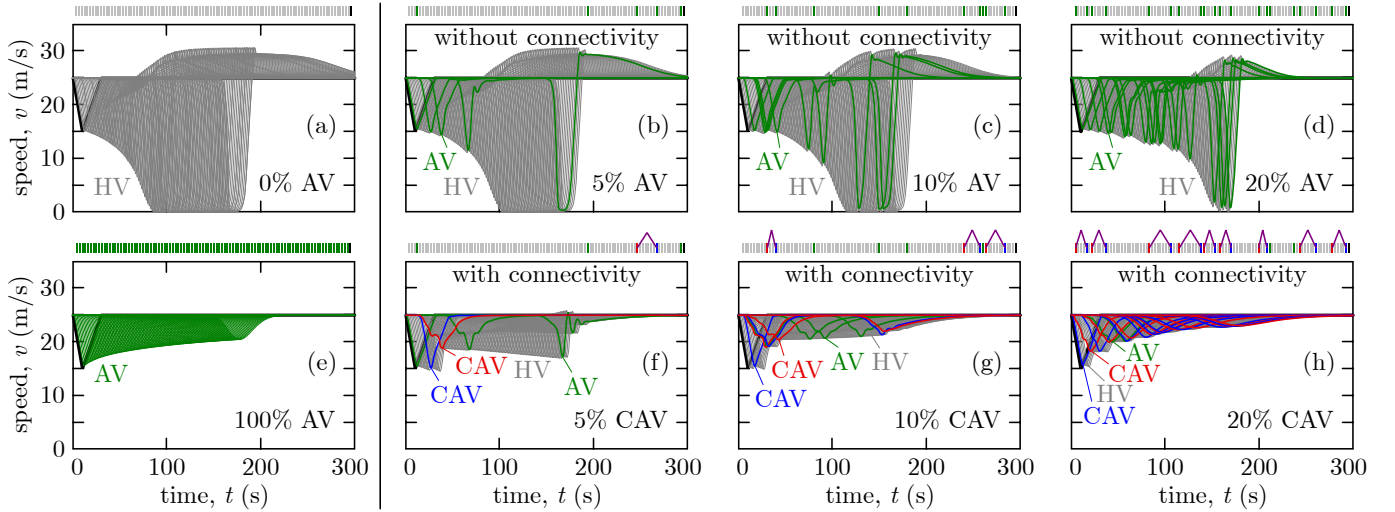 without connectivity
without connectivity
without connectivity
speed, v (m/s)
30
20
10
0
(a)
HV
0% AV
(b)
AV
HV
5% AV
(c)
AV
HV
10% AV
(d)
AV
HV
20% AV
with connectivity
with connectivity
with connectivity
speed, v (m/s)
30
20
10
0
AV
(e)
100% AV
CAV
CAV
HV
AV
(f)
5% CAV
CAV
CAV
AV
HV
(g)
10% CAV
AV
CAV
HV
CAV
(h)
20% CAV
0 100 200 300
0 100 200 300
0 100 200 300
0 100 200 300
time, t (s)
time, t (s)
time, t (s)
time, t (s)